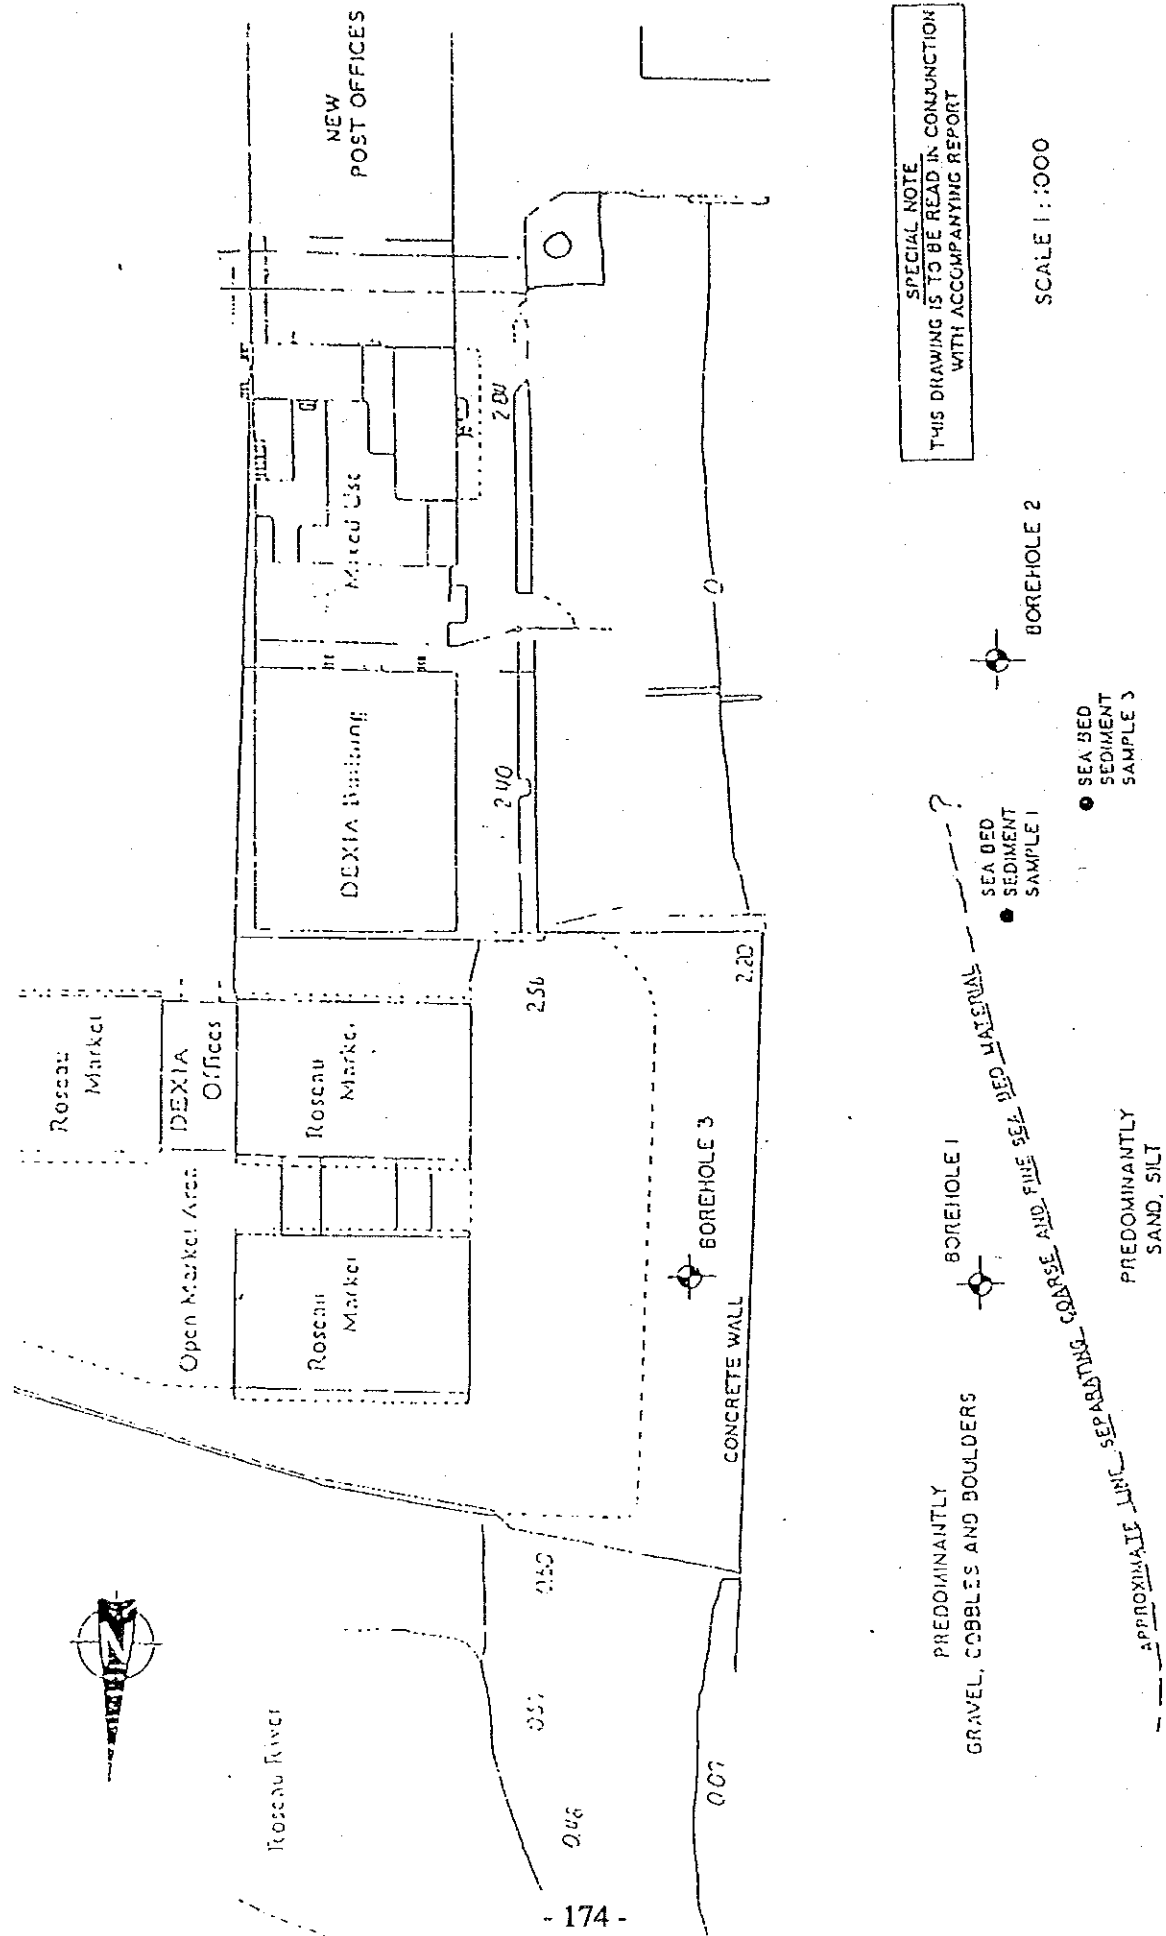 NEW
POST OFFICES
Mixed Use
2.80
DEXIA Building
2.40
0
Roseau
Market
DEXIA
Offices
Roseau
Market
Open Market Area
Roseau
Market
2.56
2.20
BOREHOLE 3
CONCRETE WALL
Roseau River
0.46
0.07
N
SPECIAL NOTE
THIS DRAWING IS TO BE READ IN CONJUNCTION
WITH ACCOMPANYING REPORT
SCALE 1:1000
BOREHOLE 2
SEA BED
SEDIMENT
SAMPLE 3
SEA BED
SEDIMENT
SAMPLE 1
?
BOREHOLE 1
APPROXIMATE LINE SEPARATING COARSE AND FINE SEA BED MATERIAL
PREDOMINANTLY
GRAVEL, COBBLES AND BOULDERS
PREDOMINANTLY
SAND, SILT
- 174 -